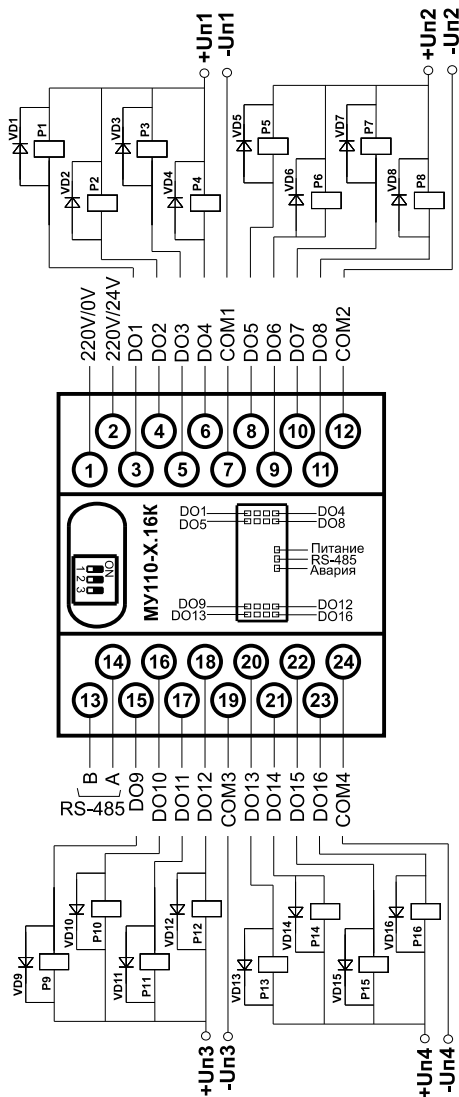 +Uп1
-Uп1
+Uп2
-Uп2
VD1
P1
VD2
P2
VD3
P3
VD4
P4
VD5
P5
VD6
P6
VD7
P7
VD8
P8
220V/0V
220V/24V
DO1
DO2
DO3
DO4
COM1
DO5
DO6
DO7
DO8
COM2
2
4
6
8
10
12
1
3
5
7
9
11
ON
1 2 3
МУ110-Х.16К
DO1
DO5
DO4
DO8
Питание
RS-485
Авария
DO9
DO13
DO12
DO16
14
16
18
20
22
24
13
15
17
19
21
23
B
A
RS-485
DO9
DO10
DO11
DO12
COM3
DO13
DO14
DO15
DO16
COM4
VD9
P9
VD10
P10
VD11
P11
VD12
P12
VD13
P13
VD14
P14
VD15
P15
VD16
P16
+Uп3
-Uп3
+Uп4
-Uп4